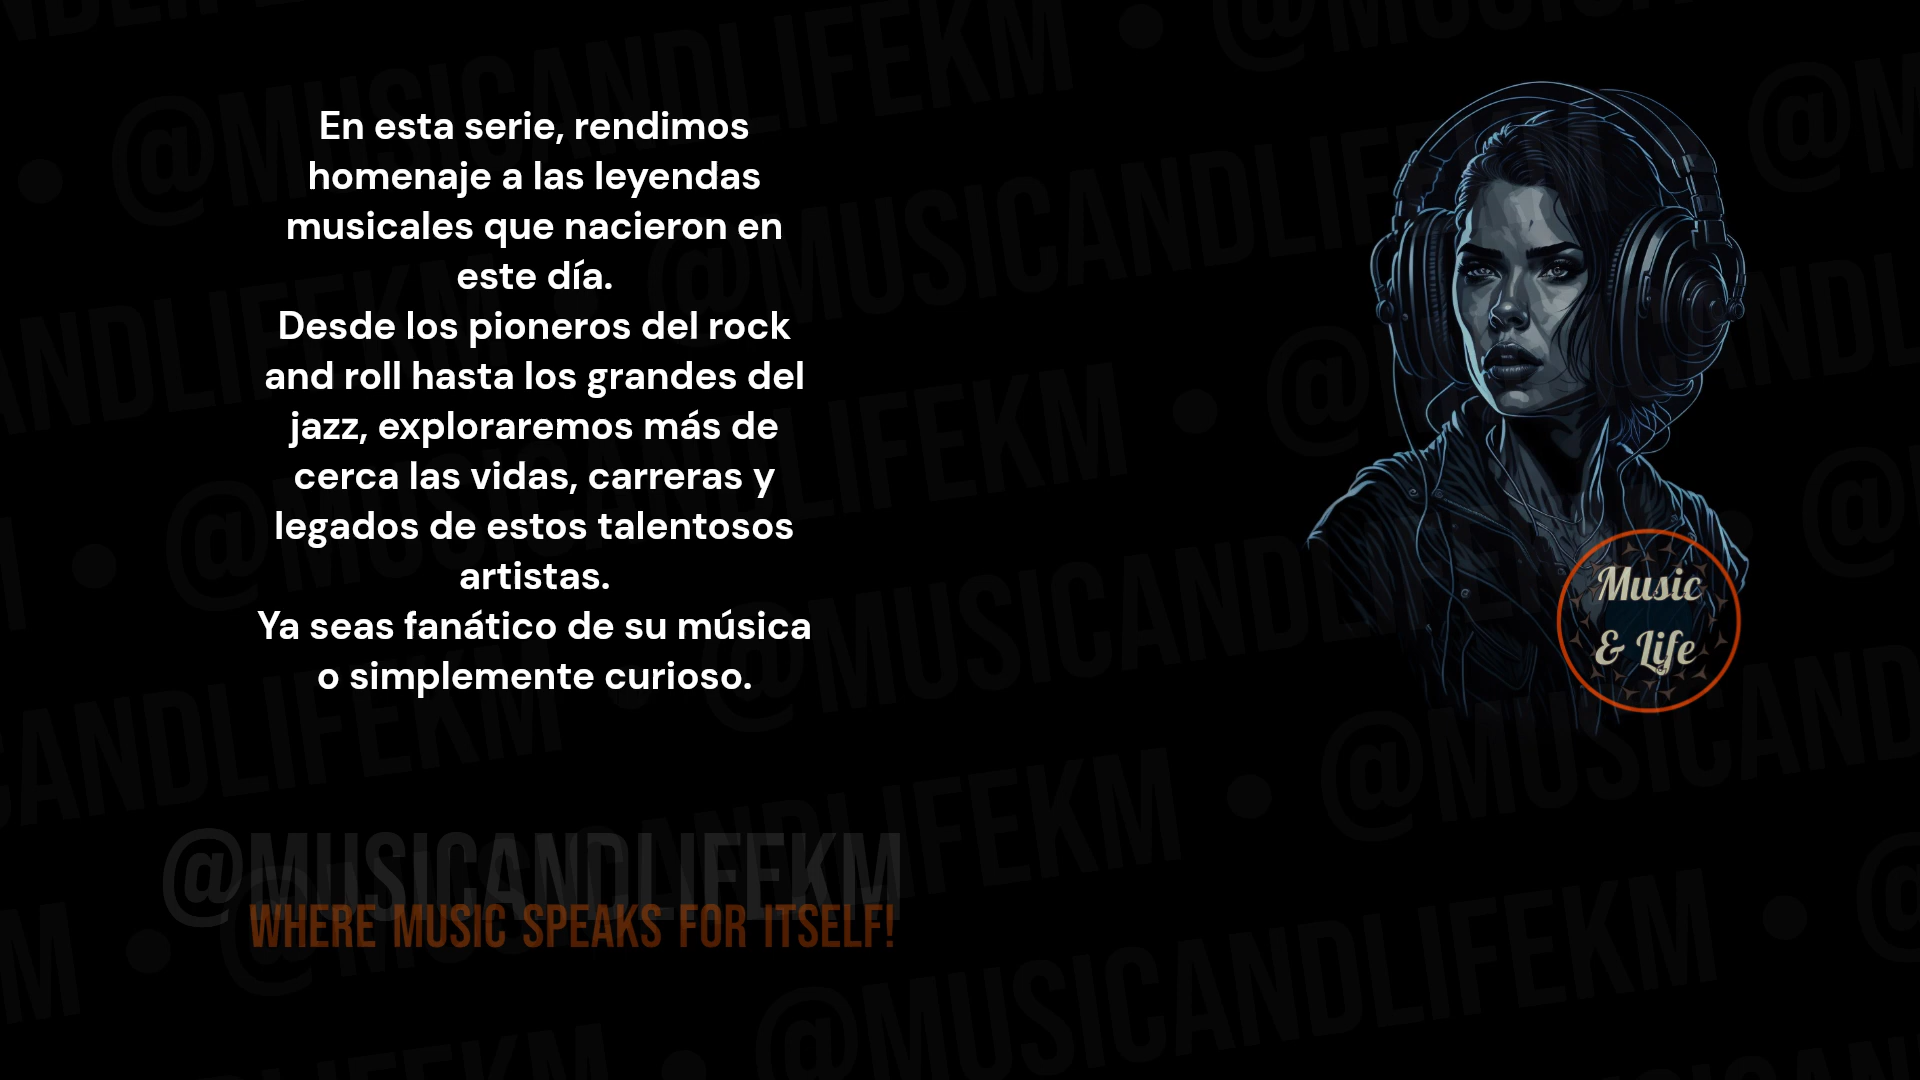 En esta serie, rendimos
homenaje a las leyendas
musicales que nacieron en
este día.
Desde los pioneros del rock
and roll hasta los grandes del
jazz, exploraremos más de
cerca las vidas, carreras y
legados de estos talentosos
artistas.
Ya seas fanático de su música
o simplemente curioso.
Music
& Life
@MUSICANDLIFEKM
WHERE MUSIC SPEAKS FOR ITSELF!